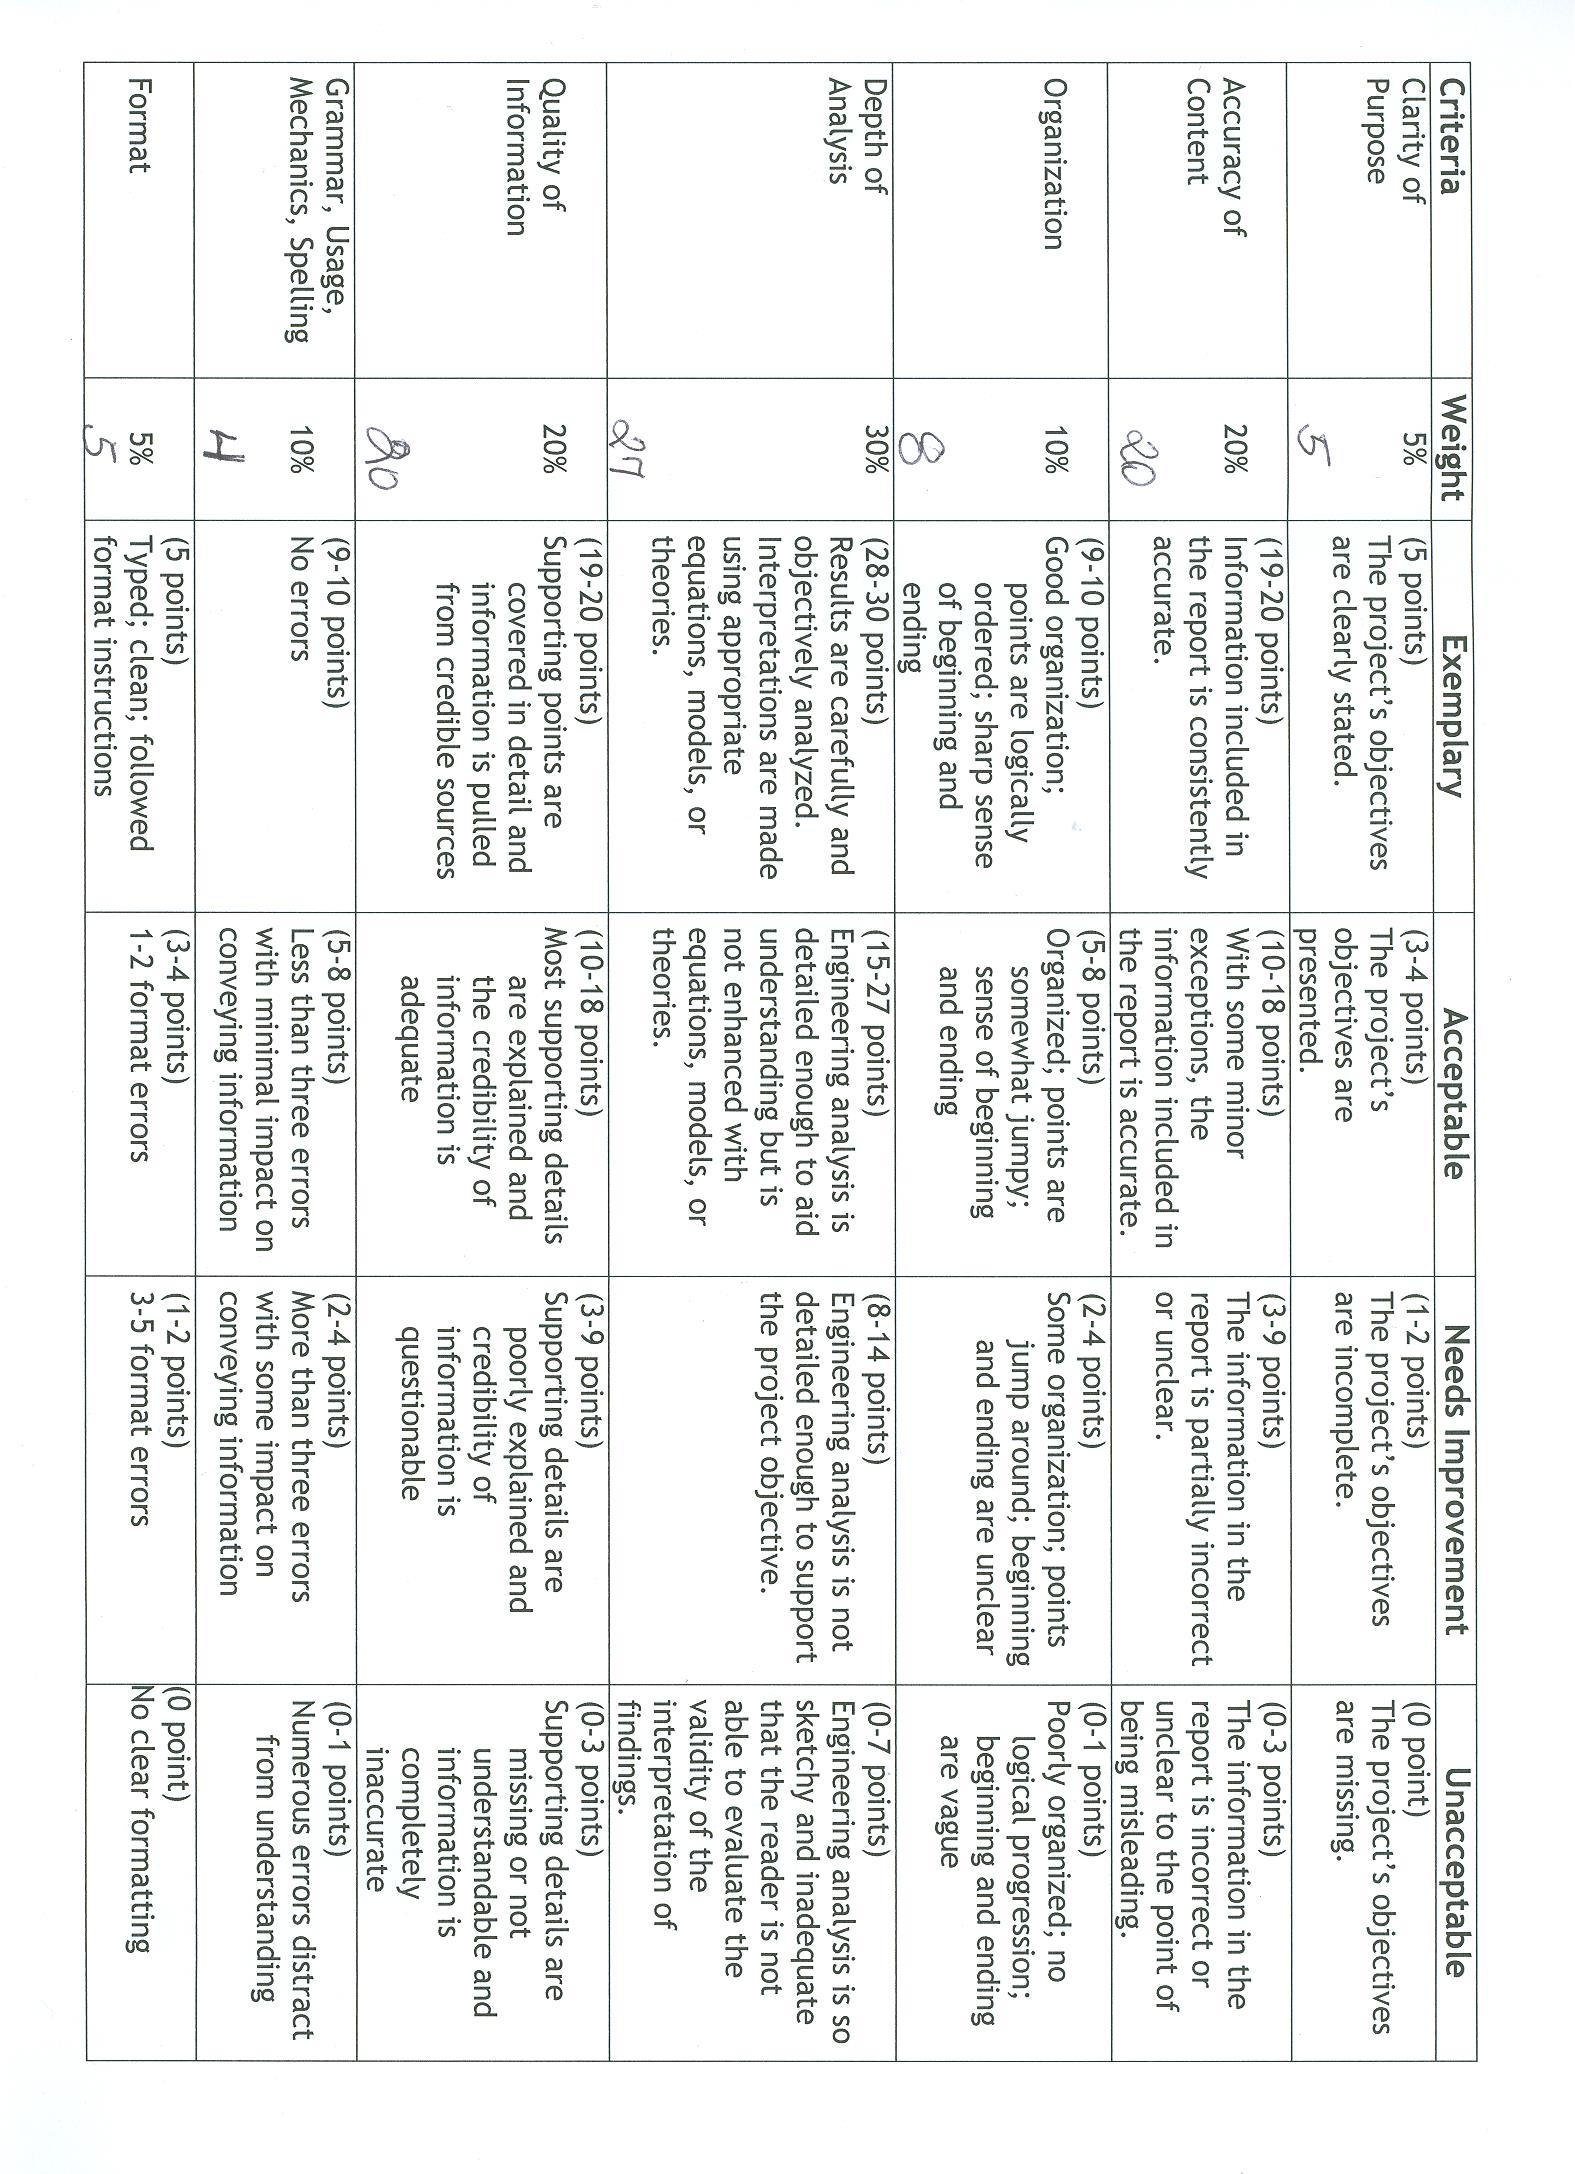 Criteria
Weight
Exemplary
Acceptable
Needs Improvement
Unacceptable
Clarity of
Purpose
5%
5
(5 points)
The project's objectives
are clearly stated.
(3-4 points)
The project's
objectives are
presented.
(1-2 points)
The project's objectives
are incomplete.
(0 point)
The project's objectives
are missing.
Accuracy of
Content
20%
20
(19-20 points)
Information included in
the report is consistently
accurate.
(10-18 points)
With some minor
exceptions, the
information included in
the report is accurate.
(3-9 points)
The information in the
report is partially incorrect
or unclear.
(0-3 points)
The information in the
report is incorrect or
unclear to the point of
being misleading.
Organization
10%
8
(9-10 points)
Good organization;
points are logically
ordered; sharp sense
of beginning and
ending
(5-8 points)
Organized; points are
somewhat jumpy;
sense of beginning
and ending
(2-4 points)
Some organization; points
jump around; beginning
and ending are unclear
(0-1 points)
Poorly organized; no
logical progression;
beginning and ending
are vague
Depth of
Analysis
30%
27
(28-30 points)
Results are carefully and
objectively analyzed.
Interpretations are made
using appropriate
equations, models, or
theories.
(15-27 points)
Engineering analysis is
detailed enough to aid
understanding but is
not enhanced with
equations, models, or
theories.
(8-14 points)
Engineering analysis is not
detailed enough to support
the project objective.
(0-7 points)
Engineering analysis is so
sketchy and inadequate
that the reader is not
able to evaluate the
validity of the
interpretation of
findings.
Quality of
Information
20%
20
(19-20 points)
Supporting points are
covered in detail and
information is pulled
from credible sources
(10-18 points)
Most supporting details
are explained and
the credibility of
information is
adequate
(3-9 points)
Supporting details are
poorly explained and
credibility of
information is
questionable
(0-3 points)
Supporting details are
missing or not
understandable and
information is
completely
inaccurate
Grammar, Usage,
Mechanics, Spelling
10%
4
(9-10 points)
No errors
(5-8 points)
Less than three errors
with minimal impact on
conveying information
(2-4 points)
More than three errors
with some impact on
conveying information
(0-1 points)
Numerous errors distract
from understanding
Format
5%
5
(5 points)
Typed; clean; followed
format instructions
(3-4 points)
1-2 format errors
(1-2 points)
3-5 format errors
(0 point)
No clear formatting